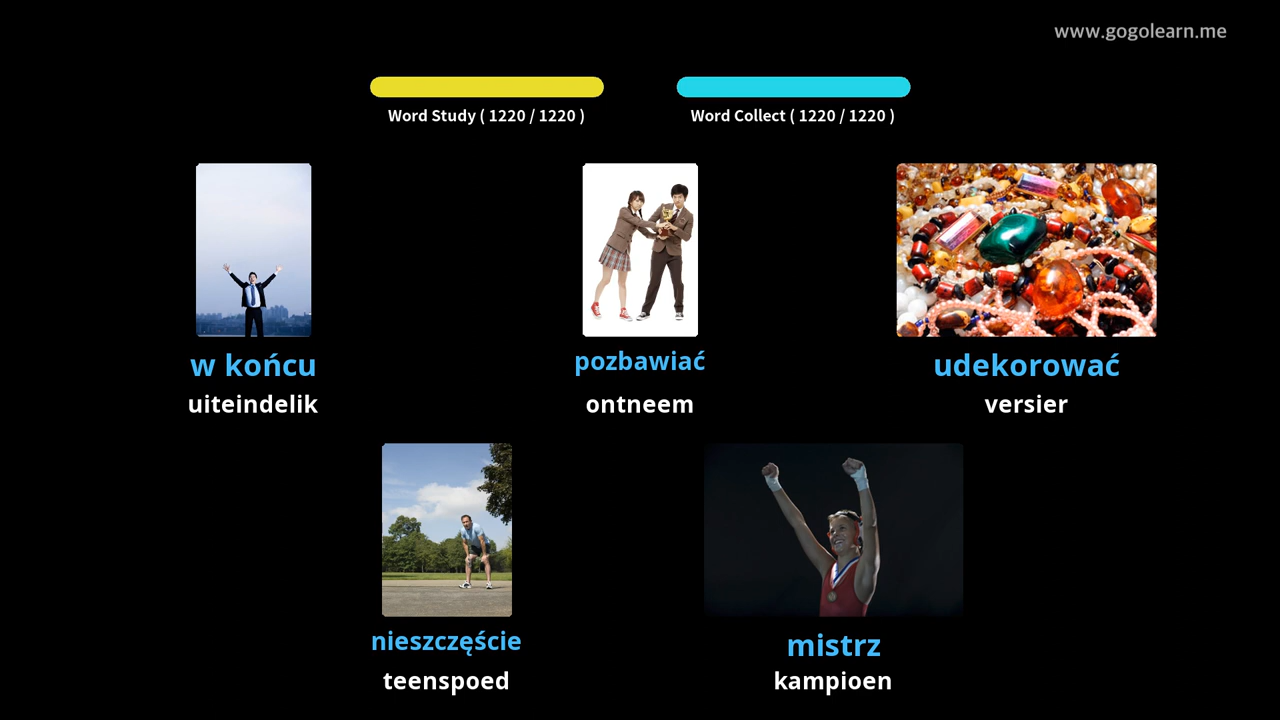 www.gogolearn.me
Word Study ( 1220 / 1220 )
Word Collect ( 1220 / 1220 )
w końcu
uiteindelik
pozbawiać
ontneem
udekorować
versier
nieszczęście
teenspoed
mistrz
kampioen